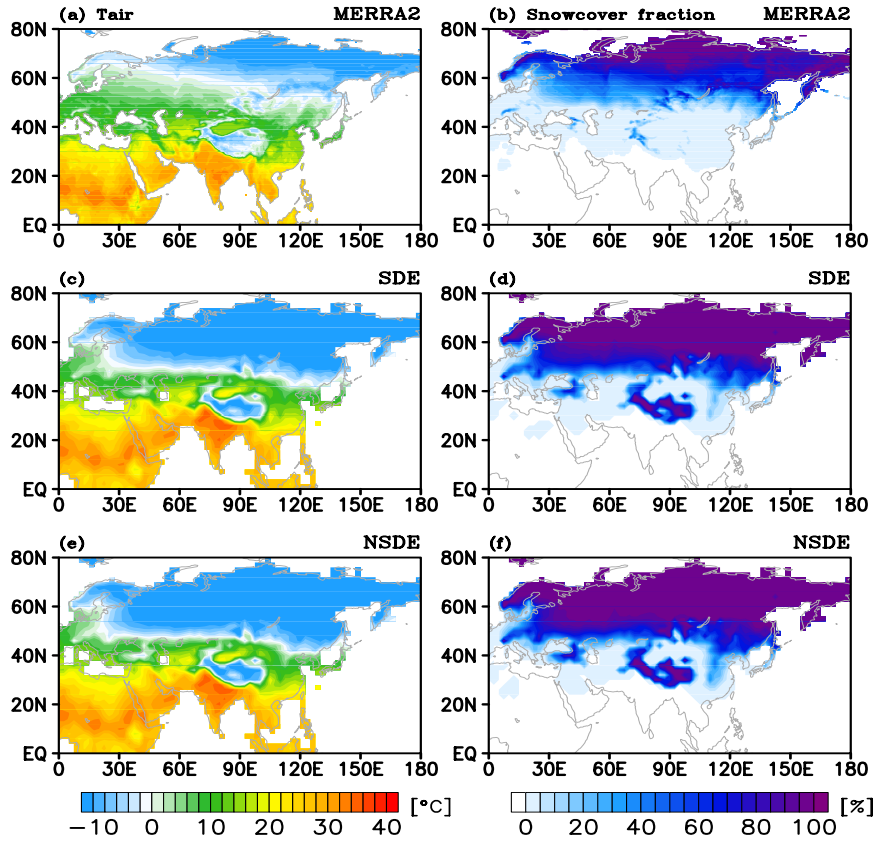 (a) Tair MERRA2
80N
60N
40N
20N
EQ
0 30E 60E 90E 120E 150E 180
(b) Snowcover fraction MERRA2
80N
60N
40N
20N
EQ
0 30E 60E 90E 120E 150E 180
(c) SDE
80N
60N
40N
20N
EQ
0 30E 60E 90E 120E 150E 180
(d) SDE
80N
60N
40N
20N
EQ
0 30E 60E 90E 120E 150E 180
(e) NSDE
80N
60N
40N
20N
EQ
0 30E 60E 90E 120E 150E 180
(f) NSDE
80N
60N
40N
20N
EQ
0 30E 60E 90E 120E 150E 180
[°C]
−10 0 10 20 30 40
[%]
0 20 40 60 80 100